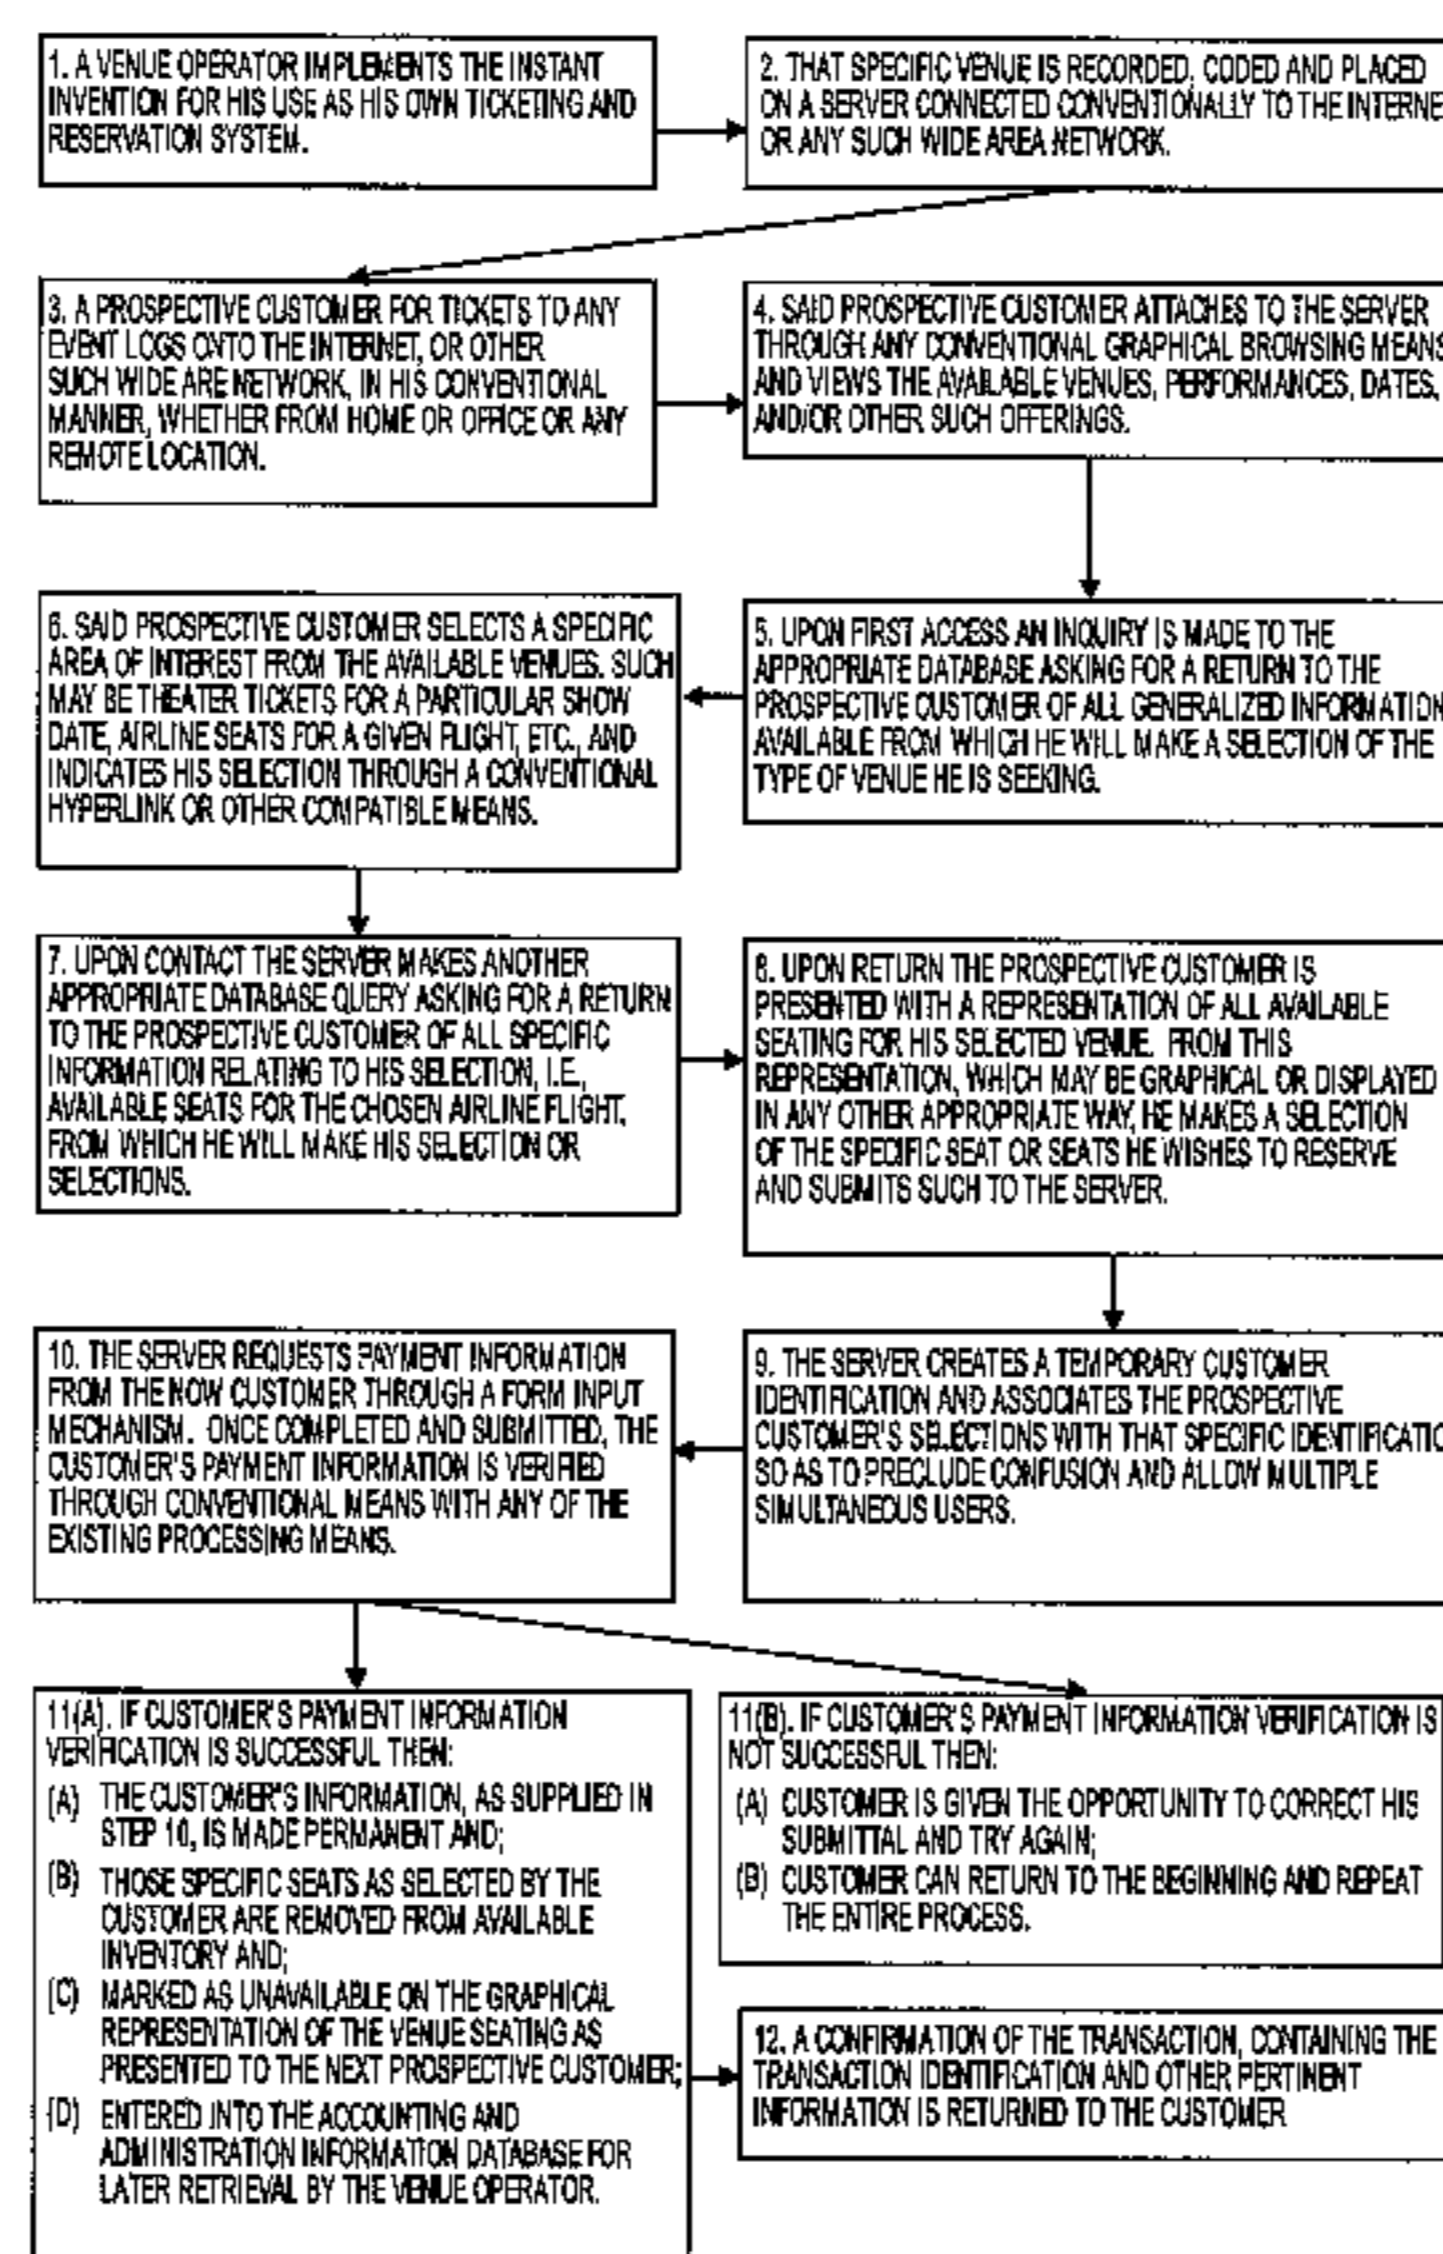 1. A VENUE OPERATOR IMPLEMENTS THE INSTANT
INVENTION FOR HIS USE AS HIS OWN TICKETING AND
RESERVATION SYSTEM.
2. THAT SPECIFIC VENUE IS RECORDED, CODED AND PLACED
ON A SERVER CONNECTED CONVENTIONALLY TO THE INTERNE
OR ANY SUCH WIDE AREA NETWORK.
3. A PROSPECTIVE CUSTOMER FOR TICKETS TO ANY
EVENT LOGS ONTO THE INTERNET, OR OTHER
SUCH WIDE ARE NETWORK, IN HIS CONVENTIONAL
MANNER, WHETHER FROM HOME OR OFFICE OR ANY
REMOTE LOCATION.
4. SAID PROSPECTIVE CUSTOMER ATTACHES TO THE SERVER
THROUGH ANY CONVENTIONAL GRAPHICAL BROWSING MEANS
AND VIEWS THE AVAILABLE VENUES, PERFORMANCES, DATES,
AND/OR OTHER SUCH OFFERINGS.
5. UPON FIRST ACCESS AN INQUIRY IS MADE TO THE
APPROPRIATE DATABASE ASKING FOR A RETURN TO THE
PROSPECTIVE CUSTOMER OF ALL GENERALIZED INFORMATION
AVAILABLE FROM WHICH HE WILL MAKE A SELECTION OF THE
TYPE OF VENUE HE IS SEEKING.
6. SAID PROSPECTIVE CUSTOMER SELECTS A SPECIFIC
AREA OF INTEREST FROM THE AVAILABLE VENUES. SUCH
MAY BE THEATER TICKETS FOR A PARTICULAR SHOW
DATE, AIRLINE SEATS FOR A GIVEN FLIGHT, ETC., AND
INDICATES HIS SELECTION THROUGH A CONVENTIONAL
HYPERLINK OR OTHER COMPATIBLE MEANS.
7. UPON CONTACT THE SERVER MAKES ANOTHER
APPROPRIATE DATABASE QUERY ASKING FOR A RETURN
TO THE PROSPECTIVE CUSTOMER OF ALL SPECIFIC
INFORMATION RELATING TO HIS SELECTION, I.E.,
AVAILABLE SEATS FOR THE CHOSEN AIRLINE FLIGHT,
FROM WHICH HE WILL MAKE HIS SELECTION OR
SELECTIONS.
8. UPON RETURN THE PROSPECTIVE CUSTOMER IS
PRESENTED WITH A REPRESENTATION OF ALL AVAILABLE
SEATING FOR HIS SELECTED VENUE. FROM THIS
REPRESENTATION, WHICH MAY BE GRAPHICAL OR DISPLAYED
IN ANY OTHER APPROPRIATE WAY, HE MAKES A SELECTION
OF THE SPECIFIC SEAT OR SEATS HE WISHES TO RESERVE
AND SUBMITS SUCH TO THE SERVER.
9. THE SERVER CREATES A TEMPORARY CUSTOMER
IDENTIFICATION AND ASSOCIATES THE PROSPECTIVE
CUSTOMER'S SELECTIONS WITH THAT SPECIFIC IDENTIFICATIO
SO AS TO PRECLUDE CONFUSION AND ALLOW MULTIPLE
SIMULTANEOUS USERS.
10. THE SERVER REQUESTS PAYMENT INFORMATION
FROM THE NOW CUSTOMER THROUGH A FORM INPUT
MECHANISM. ONCE COMPLETED AND SUBMITTED, THE
CUSTOMER'S PAYMENT INFORMATION IS VERIFIED
THROUGH CONVENTIONAL MEANS WITH ANY OF THE
EXISTING PROCESSING MEANS.
11(A). IF CUSTOMER'S PAYMENT INFORMATION
VERIFICATION IS SUCCESSFUL THEN:
(A) THE CUSTOMER'S INFORMATION, AS SUPPLIED IN
STEP 10, IS MADE PERMANENT AND;
(B) THOSE SPECIFIC SEATS AS SELECTED BY THE
CUSTOMER ARE REMOVED FROM AVAILABLE
INVENTORY AND;
(C) MARKED AS UNAVAILABLE ON THE GRAPHICAL
REPRESENTATION OF THE VENUE SEATING AS
PRESENTED TO THE NEXT PROSPECTIVE CUSTOMER;
(D) ENTERED INTO THE ACCOUNTING AND
ADMINISTRATION INFORMATION DATABASE FOR
LATER RETRIEVAL BY THE VENUE OPERATOR.
11(B). IF CUSTOMER'S PAYMENT INFORMATION VERIFICATION IS
NOT SUCCESSFUL THEN:
(A) CUSTOMER IS GIVEN THE OPPORTUNITY TO CORRECT HIS
SUBMITTAL AND TRY AGAIN;
(B) CUSTOMER CAN RETURN TO THE BEGINNING AND REPEAT
THE ENTIRE PROCESS.
12. A CONFIRMATION OF THE TRANSACTION, CONTAINING THE
TRANSACTION IDENTIFICATION AND OTHER PERTINENT
INFORMATION IS RETURNED TO THE CUSTOMER